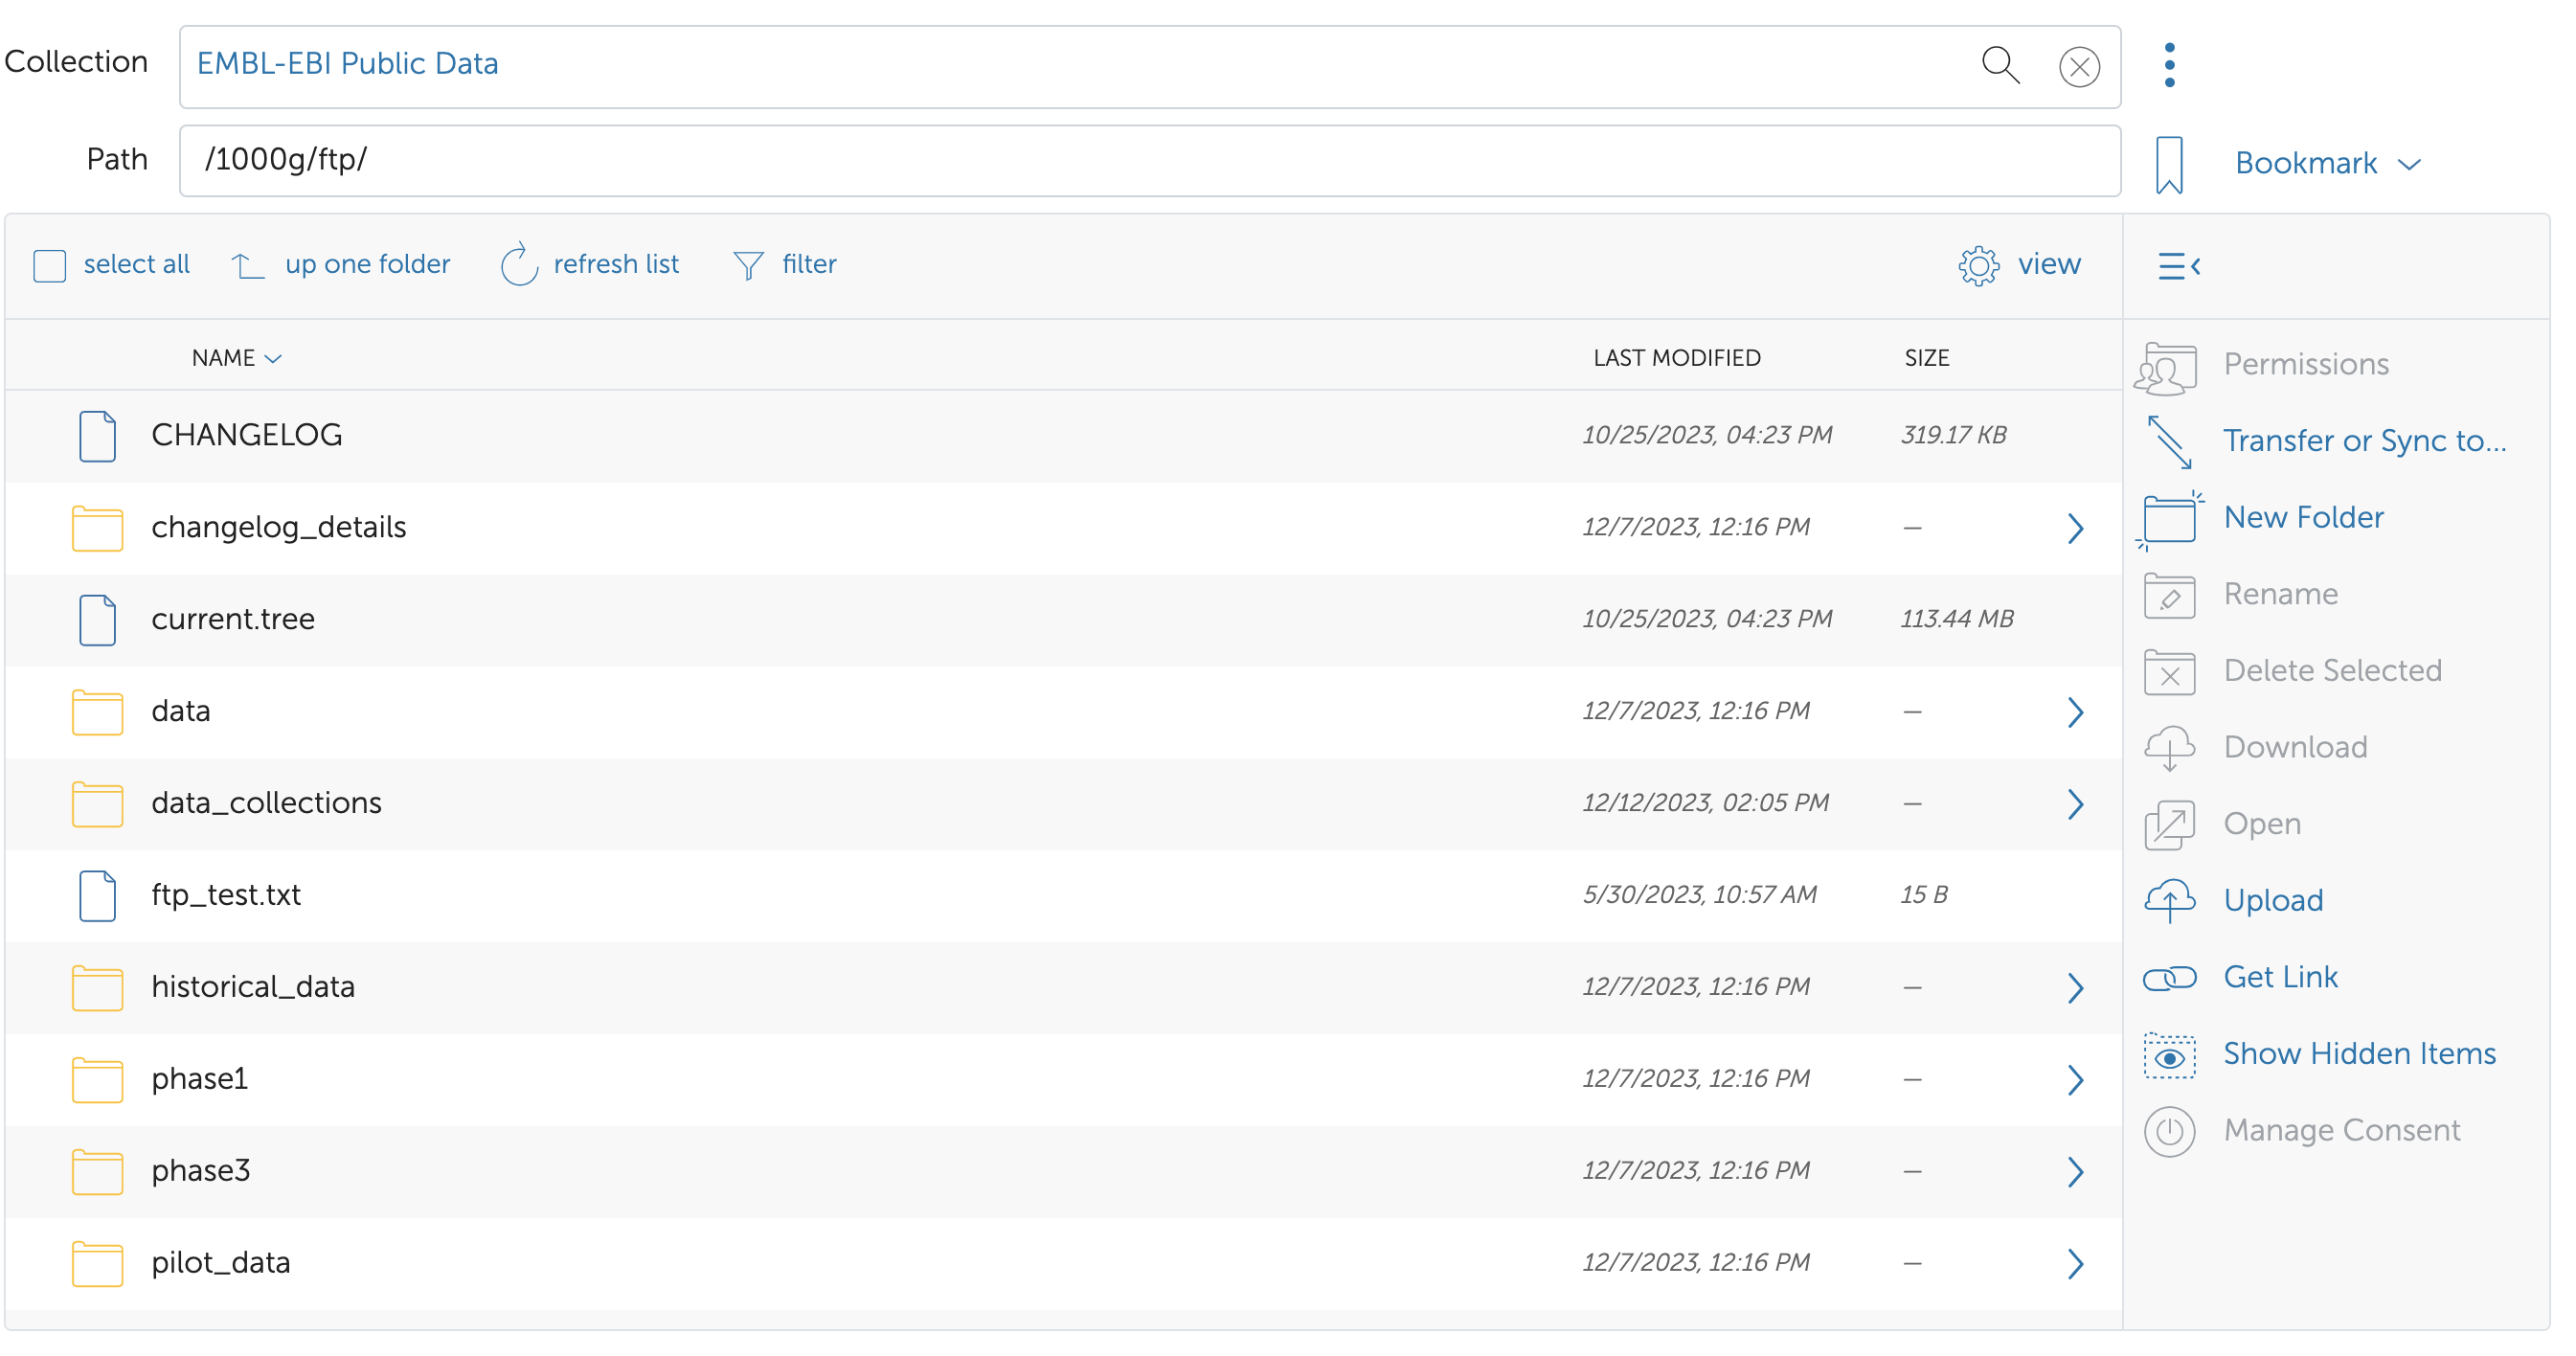 Collection EMBL-EBI Public Data
Path /1000g/ftp/ Bookmark
select all up one folder refresh list filter view
NAME LAST MODIFIED SIZE
CHANGELOG 10/25/2023, 04:23 PM 319.17 KB
changelog_details 12/7/2023, 12:16 PM —
current.tree 10/25/2023, 04:23 PM 113.44 MB
data 12/7/2023, 12:16 PM —
data_collections 12/12/2023, 02:05 PM —
ftp_test.txt 5/30/2023, 10:57 AM 15 B
historical_data 12/7/2023, 12:16 PM —
phase1 12/7/2023, 12:16 PM —
phase3 12/7/2023, 12:16 PM —
pilot_data 12/7/2023, 12:16 PM —
Permissions
Transfer or Sync to...
New Folder
Rename
Delete Selected
Download
Open
Upload
Get Link
Show Hidden Items
Manage Consent